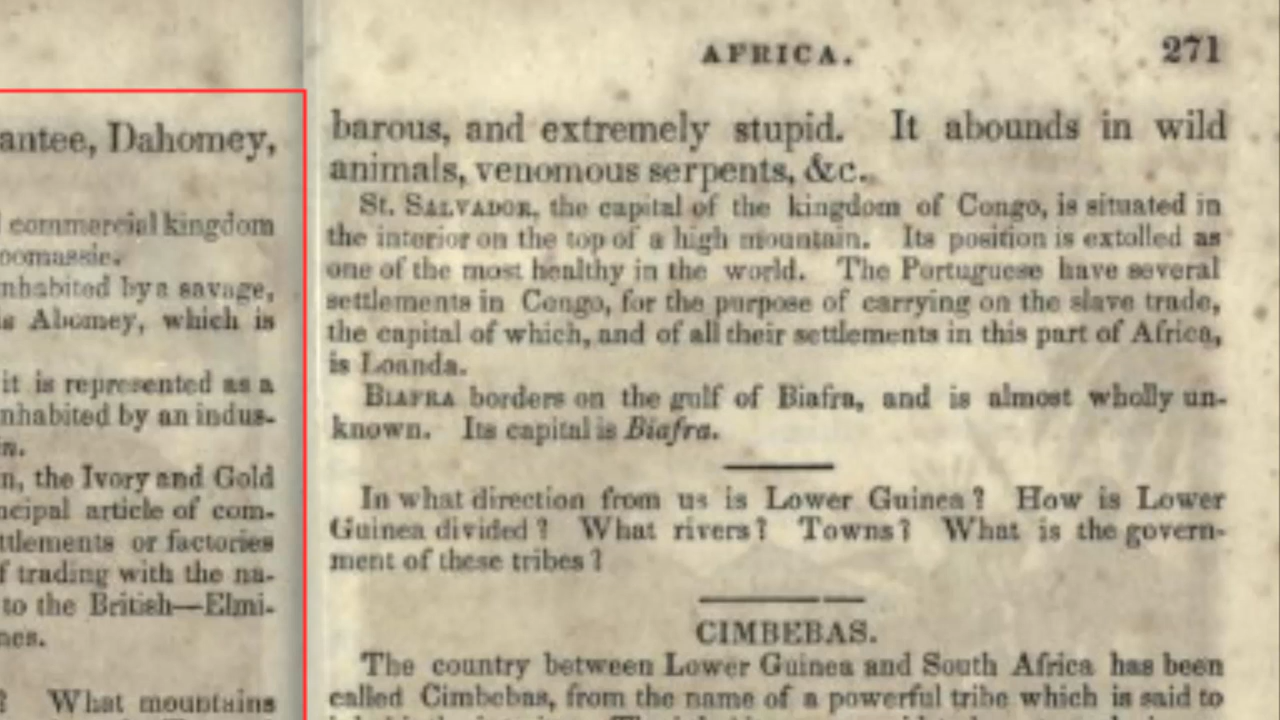 antee, Dahomey,
commercial kingdom
oomassie.
nhabited by a savage,
is Abomey, which is
it is represented as a
nhabited by an indus-
n.
n, the Ivory and Gold
ncipal article of com-
ttlements or factories
f trading with the na-
to the British—Elmi-
nes.
? What mountains
AFRICA. 271
barous, and extremely stupid. It abounds in wild
animals, venomous serpents, &c.
St. Salvador, the capital of the kingdom of Congo, is situated in
the interior on the top of a high mountain. Its position is extolled as
one of the most healthy in the world. The Portuguese have several
settlements in Congo, for the purpose of carrying on the slave trade,
the capital of which, and of all their settlements in this part of Africa,
is Loanda.
Biafra borders on the gulf of Biafra, and is almost wholly un-
known. Its capital is Biafra.
In what direction from us is Lower Guinea? How is Lower
Guinea divided? What rivers? Towns? What is the govern-
ment of these tribes?
CIMBEBAS.
The country between Lower Guinea and South Africa has been
called Cimbebas, from the name of a powerful tribe which is said to